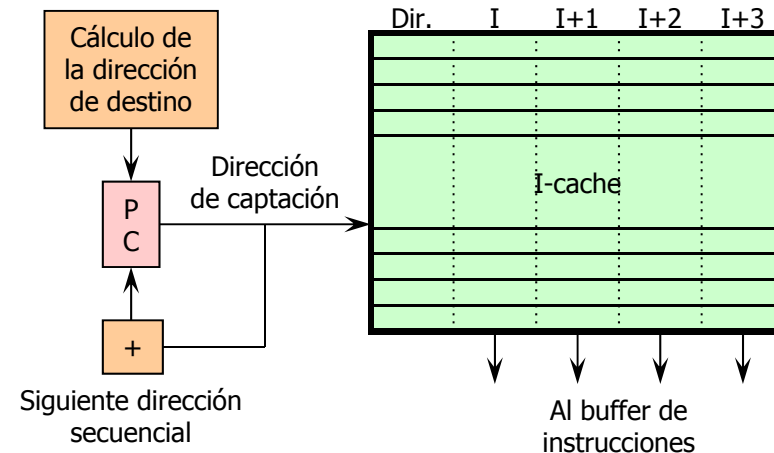 Cálculo de
la dirección
de destino
Dir. I I+1 I+2 I+3
Dirección
de captación
P
C
I-cache
+
Siguiente dirección
secuencial
Al buffer de
instrucciones